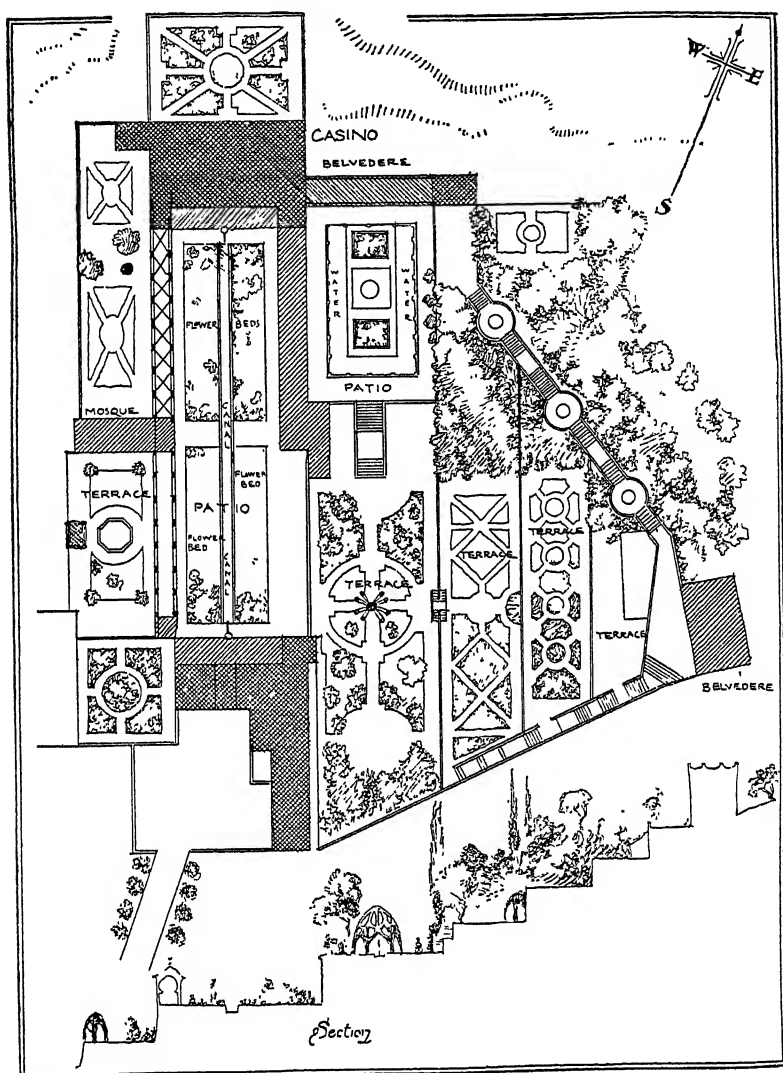 W
E
S
CASINO
BELVEDERE
WATER
WATER
FLOWER BEDS
CANAL
PATIO
MOSQUE
TERRACE
PATIO
FLOWER BED
FLOWER BED
CANAL
TERRACE
TERRACE
TERRACE
TERRACE
BELVEDERE
Section